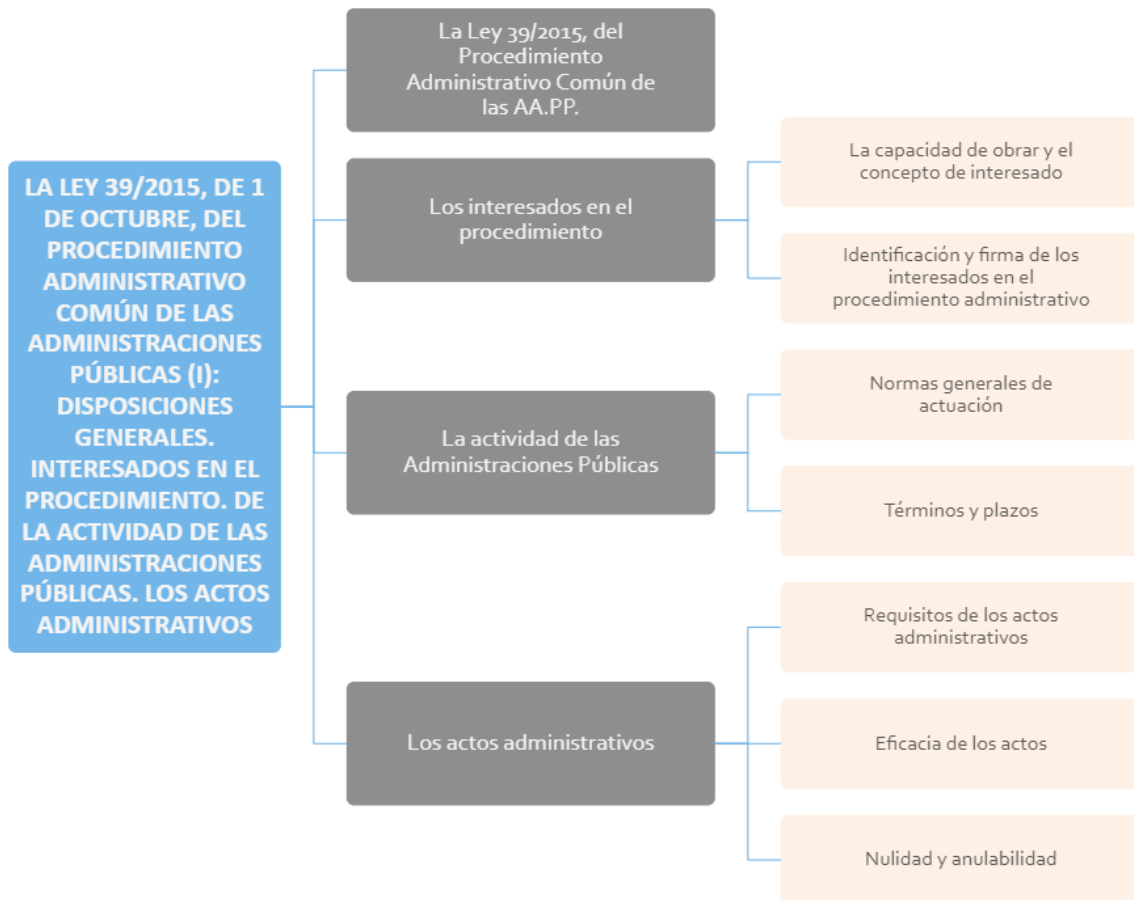 LA LEY 39/2015, DE 1
DE OCTUBRE, DEL
PROCEDIMIENTO
ADMINISTRATIVO
COMÚN DE LAS
ADMINISTRACIONES
PÚBLICAS (I):
DISPOSICIONES
GENERALES.
INTERESADOS EN EL
PROCEDIMIENTO. DE
LA ACTIVIDAD DE LAS
ADMINISTRACIONES
PÚBLICAS. LOS ACTOS
ADMINISTRATIVOS
La Ley 39/2015, del
Procedimiento
Administrativo Común de
las AA.PP.
Los interesados en el
procedimiento
La capacidad de obrar y el
concepto de interesado
Identificación y firma de los
interesados en el
procedimiento administrativo
La actividad de las
Administraciones Públicas
Normas generales de
actuación
Términos y plazos
Los actos administrativos
Requisitos de los actos
administrativos
Eficacia de los actos
Nulidad y anulabilidad